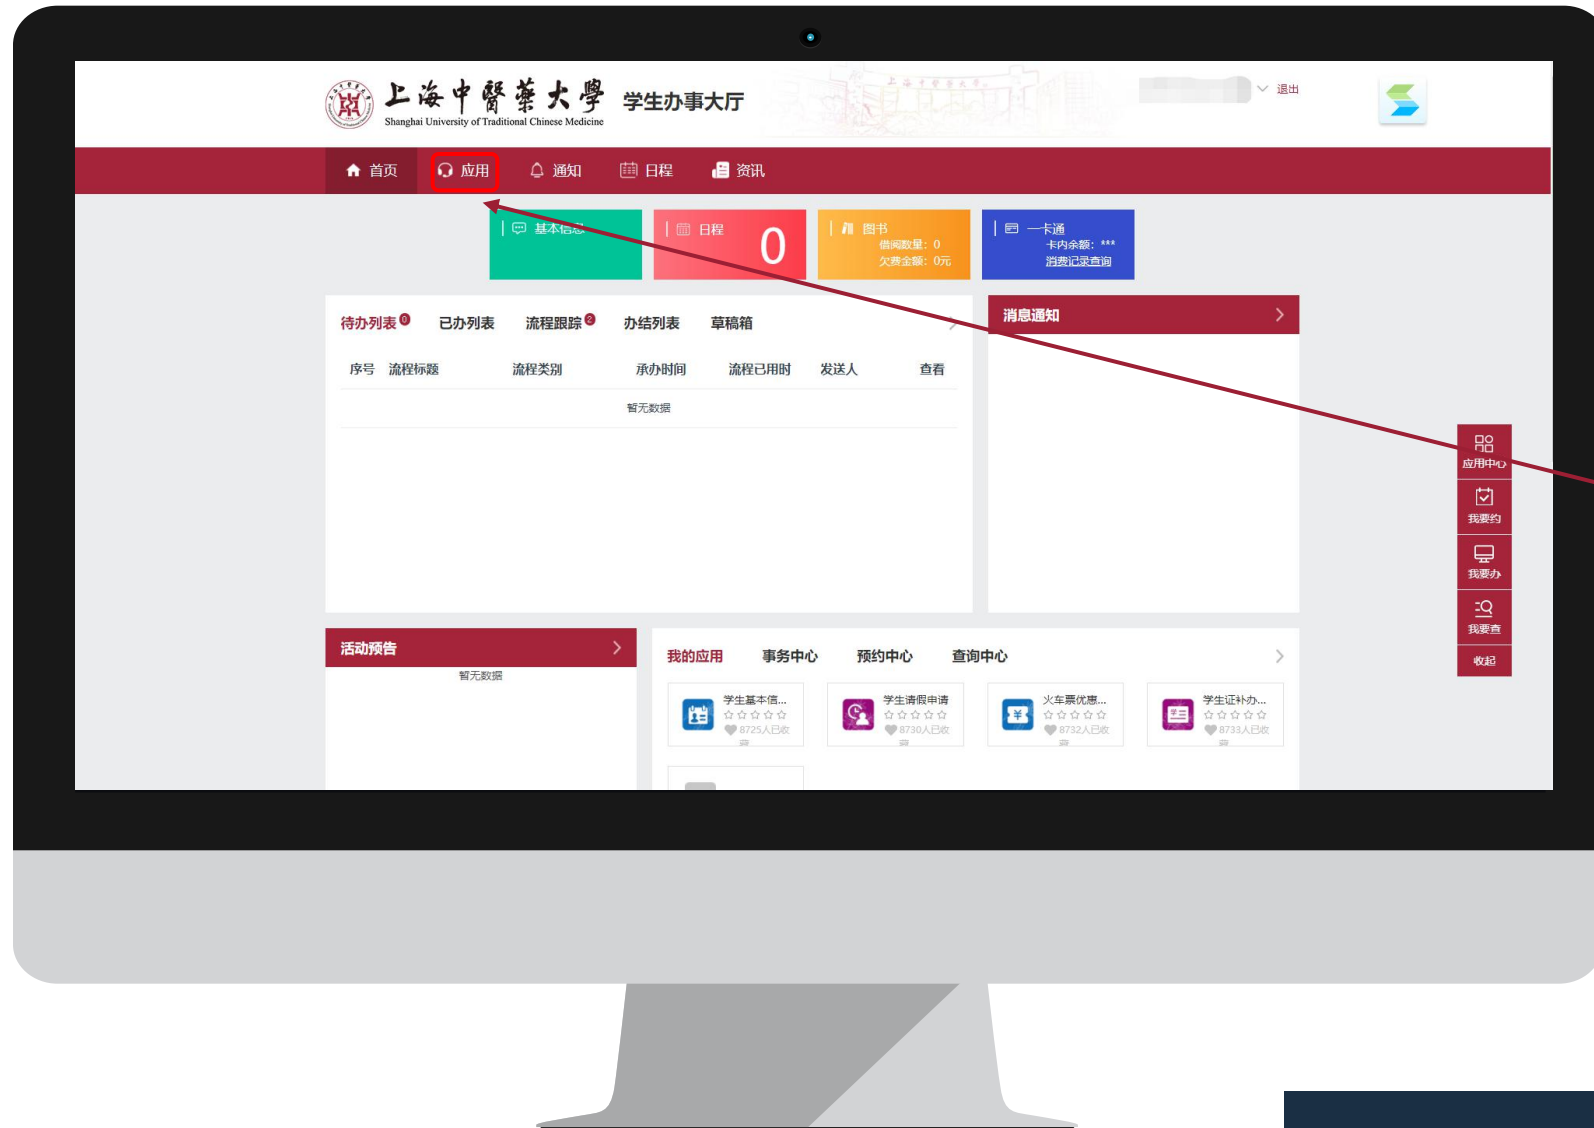 上海中醫藥大學
Shanghai University of Traditional Chinese Medicine
学生办事大厅
退出
首页 应用 通知 日程 资讯
基本信息
日程
0
图书
借阅数量：0
欠费金额：0元
一卡通
卡内余额：***
消费记录查询
待办列表 0 已办列表 流程跟踪 2 办结列表 草稿箱
序号 流程标题 流程类别 承办时间 流程已用时 发送人 查看
暂无数据
消息通知
应用中心
我要约
我要办
我要查
收起
活动预告
暂无数据
我的应用 事务中心 预约中心 查询中心
学生基本信...
8725人已收
学生请假申请
8730人已收
火车票优惠...
8732人已收
学生证补办...
8733人已收